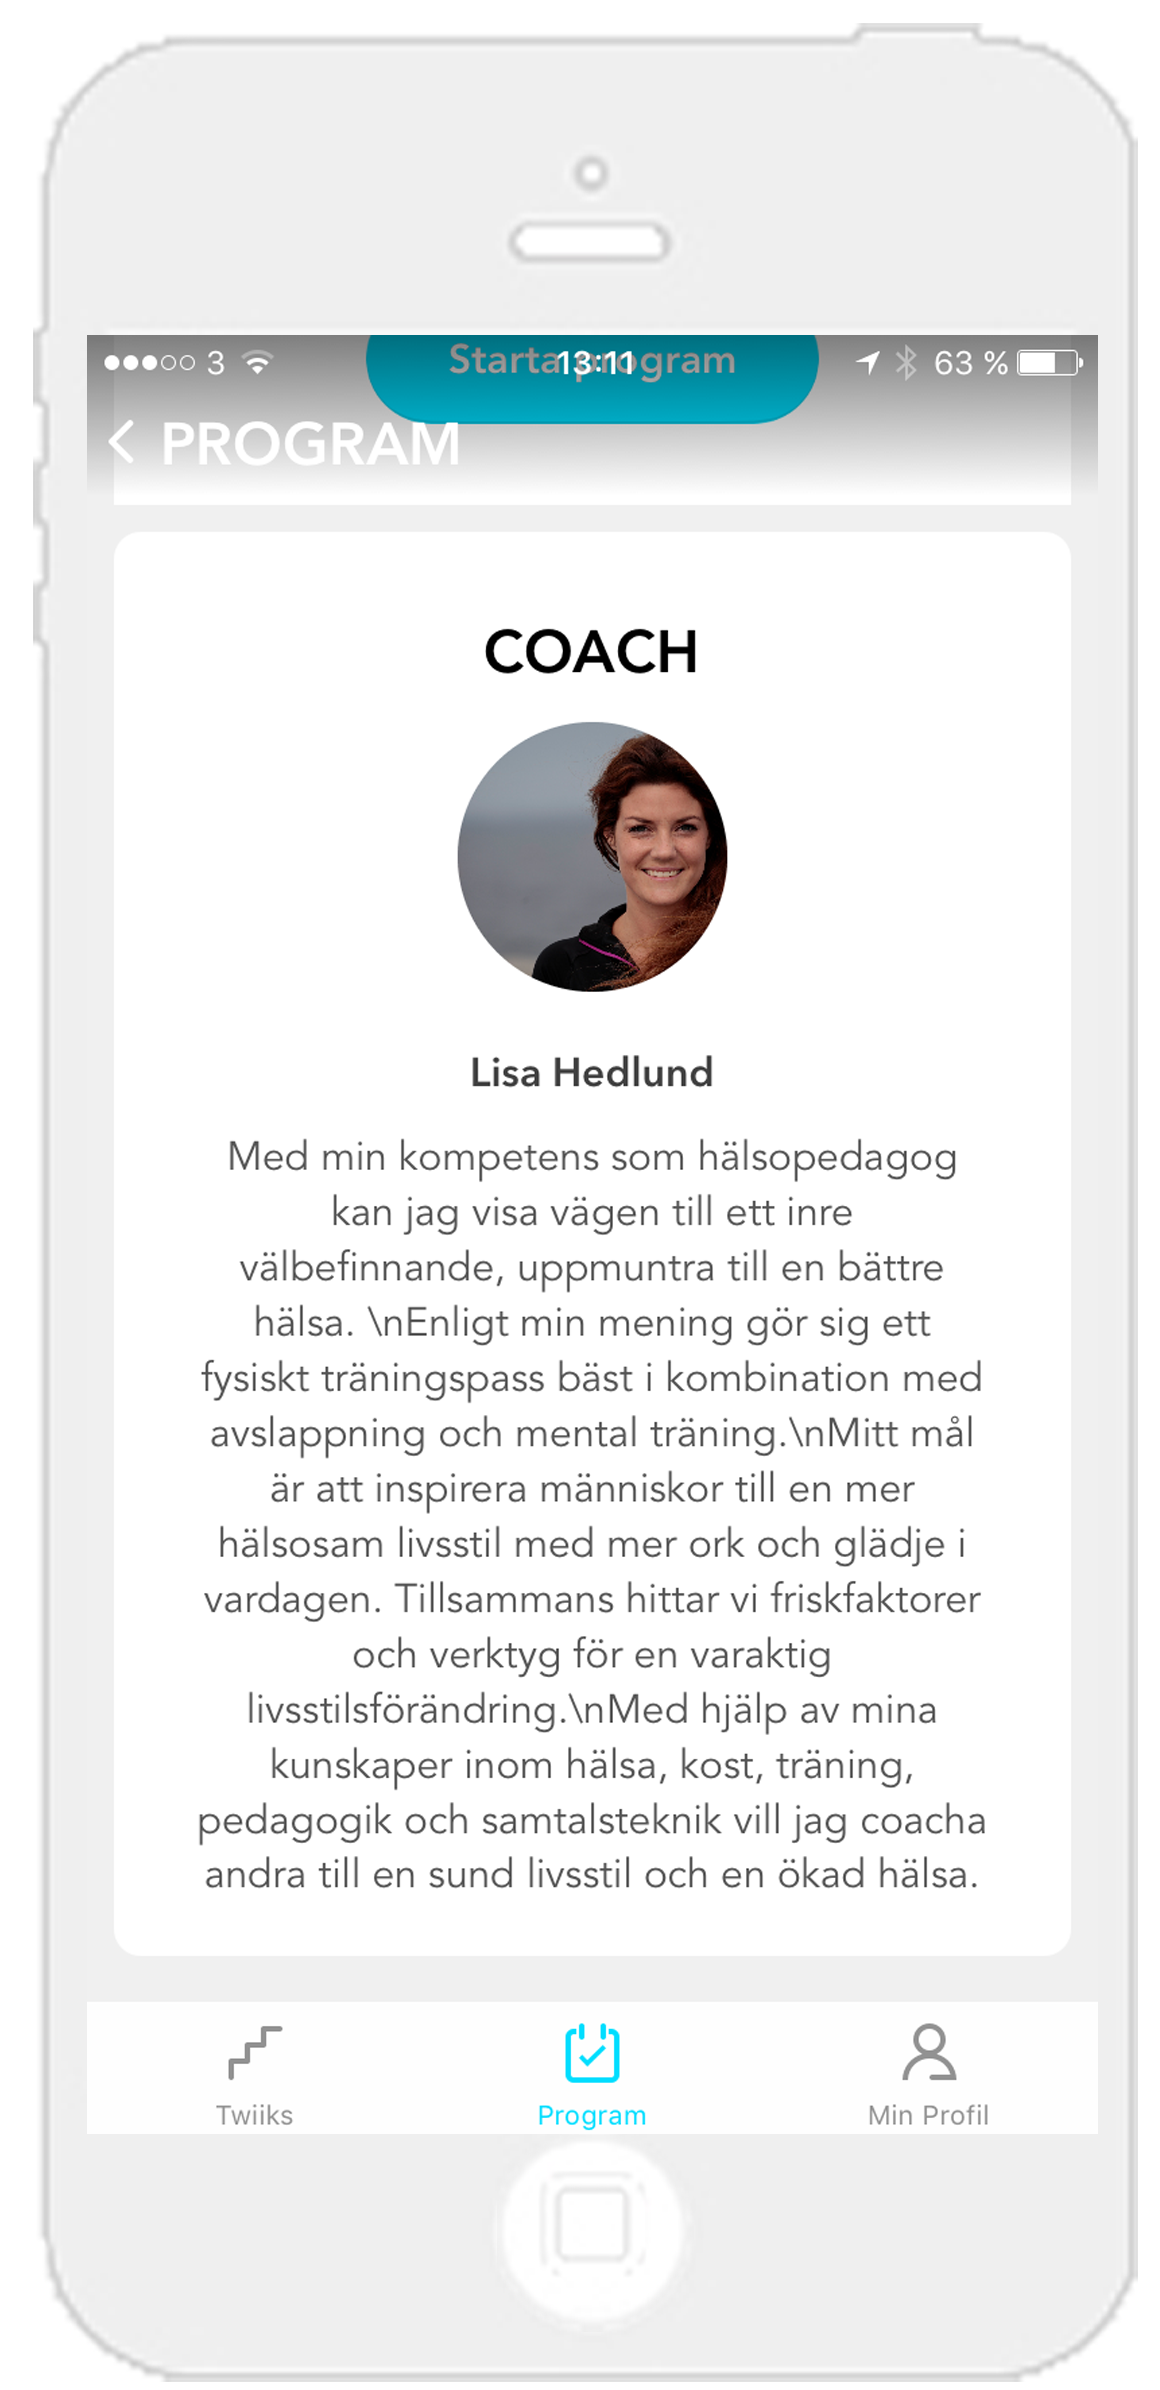 Starta program
3
13:11
63 %
PROGRAM
COACH
Lisa Hedlund
Med min kompetens som hälsopedagog
kan jag visa vägen till ett inre
välbefinnande, uppmuntra till en bättre
hälsa. \nEnligt min mening gör sig ett
fysiskt träningspass bäst i kombination med
avslappning och mental träning.\nMitt mål
är att inspirera människor till en mer
hälsosam livsstil med mer ork och glädje i
vardagen. Tillsammans hittar vi friskfaktorer
och verktyg för en varaktig
livsstilsförändring.\nMed hjälp av mina
kunskaper inom hälsa, kost, träning,
pedagogik och samtalsteknik vill jag coacha
andra till en sund livsstil och en ökad hälsa.
Twiiks
Program
Min Profil